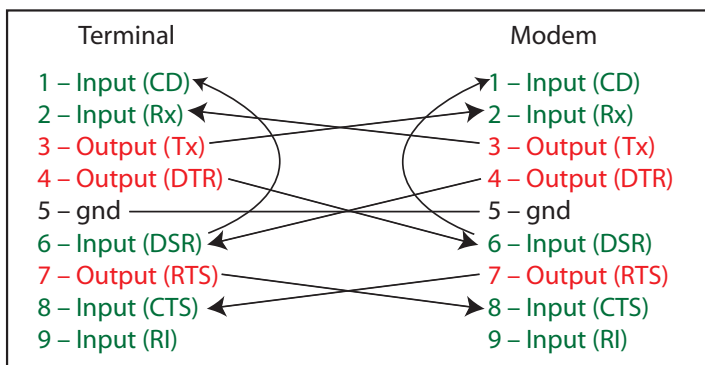 Terminal
1 – Input (CD)
2 – Input (Rx)
3 – Output (Tx)
4 – Output (DTR)
5 – gnd
6 – Input (DSR)
7 – Output (RTS)
8 – Input (CTS)
9 – Input (RI)
Modem
1 – Input (CD)
2 – Input (Rx)
3 – Output (Tx)
4 – Output (DTR)
5 – gnd
6 – Input (DSR)
7 – Output (RTS)
8 – Input (CTS)
9 – Input (RI)